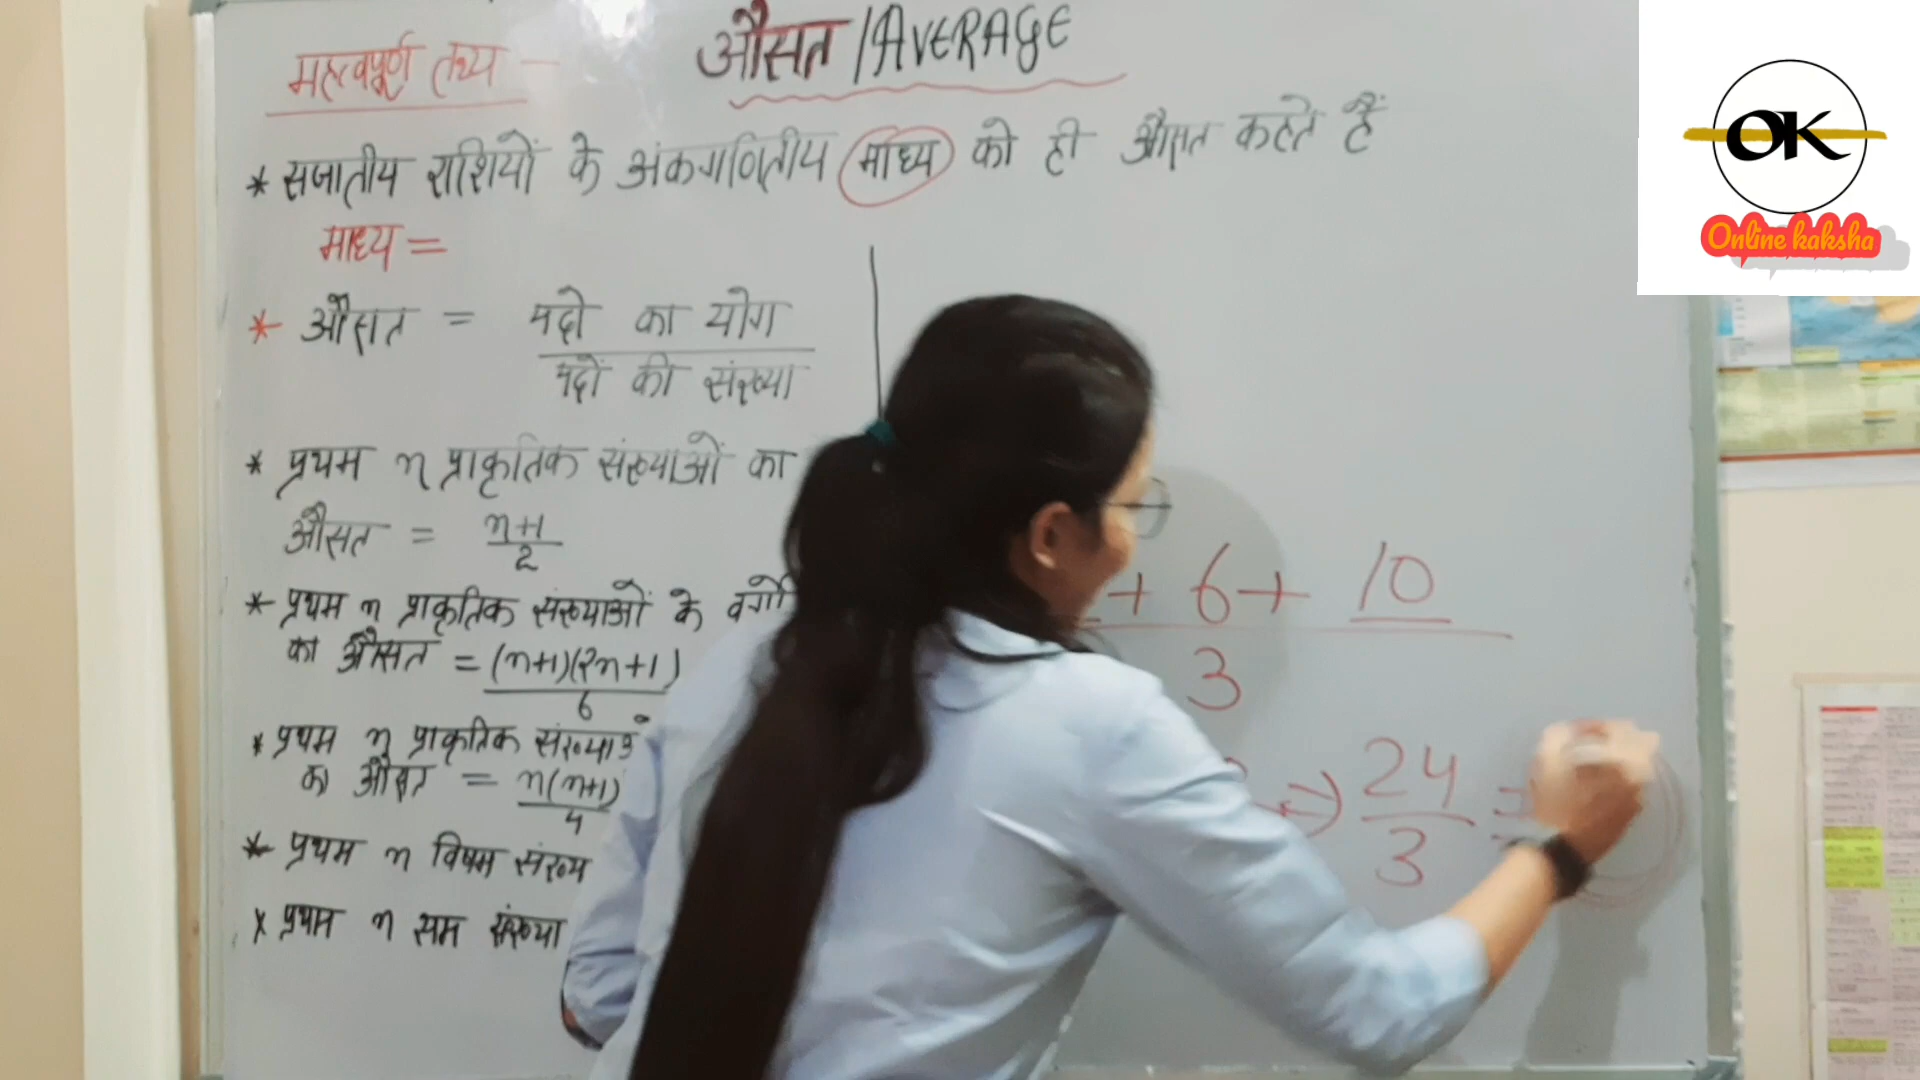 महत्वपूर्ण तथ्य -
औसत / AVERAGE
* सजातीय राशियों के अंकगणितीय माध्य को ही औसत कहते हैं
माध्य =
* औसत = पदो का योग
पदों की संख्या
* प्रथम n प्राकृतिक संख्याओं का
औसत = n+1
2
* प्रथम n प्राकृतिक संख्याओं के वर्गो
का औसत = (n+1)(2n+1)
6
* प्रथम n प्राकृतिक संख्याओ
का औसत = n(n+1)
4
* प्रथम n विषम संख्य
* प्रथम n सम संख्या
+ 6 + 10
3
24
3
=
OK
Online kaksha